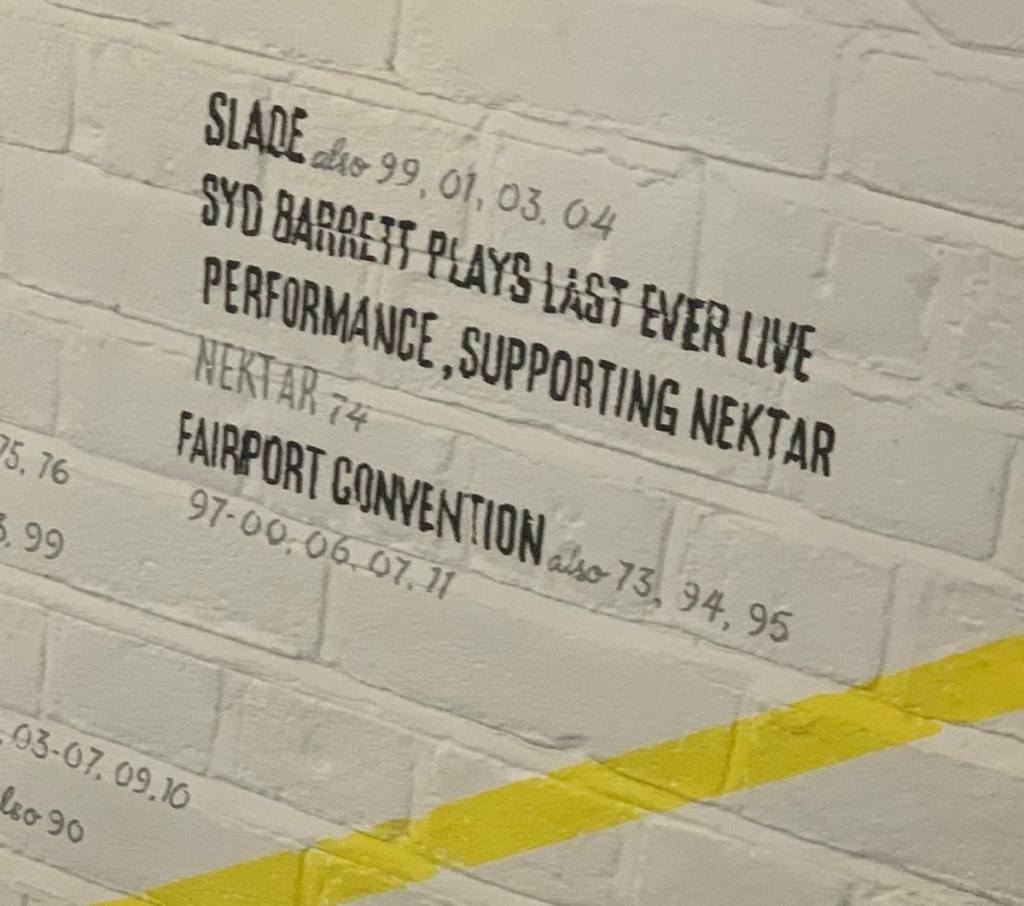 SLADE also 99, 01, 03, 04
SYD BARRETT PLAYS LAST EVER LIVE
PERFORMANCE, SUPPORTING NEKTAR
NEKTAR 74
FAIRPORT CONVENTION also 73, 94, 95
97-00, 06, 07, 11
75, 76
99
03-07, 09, 10
90